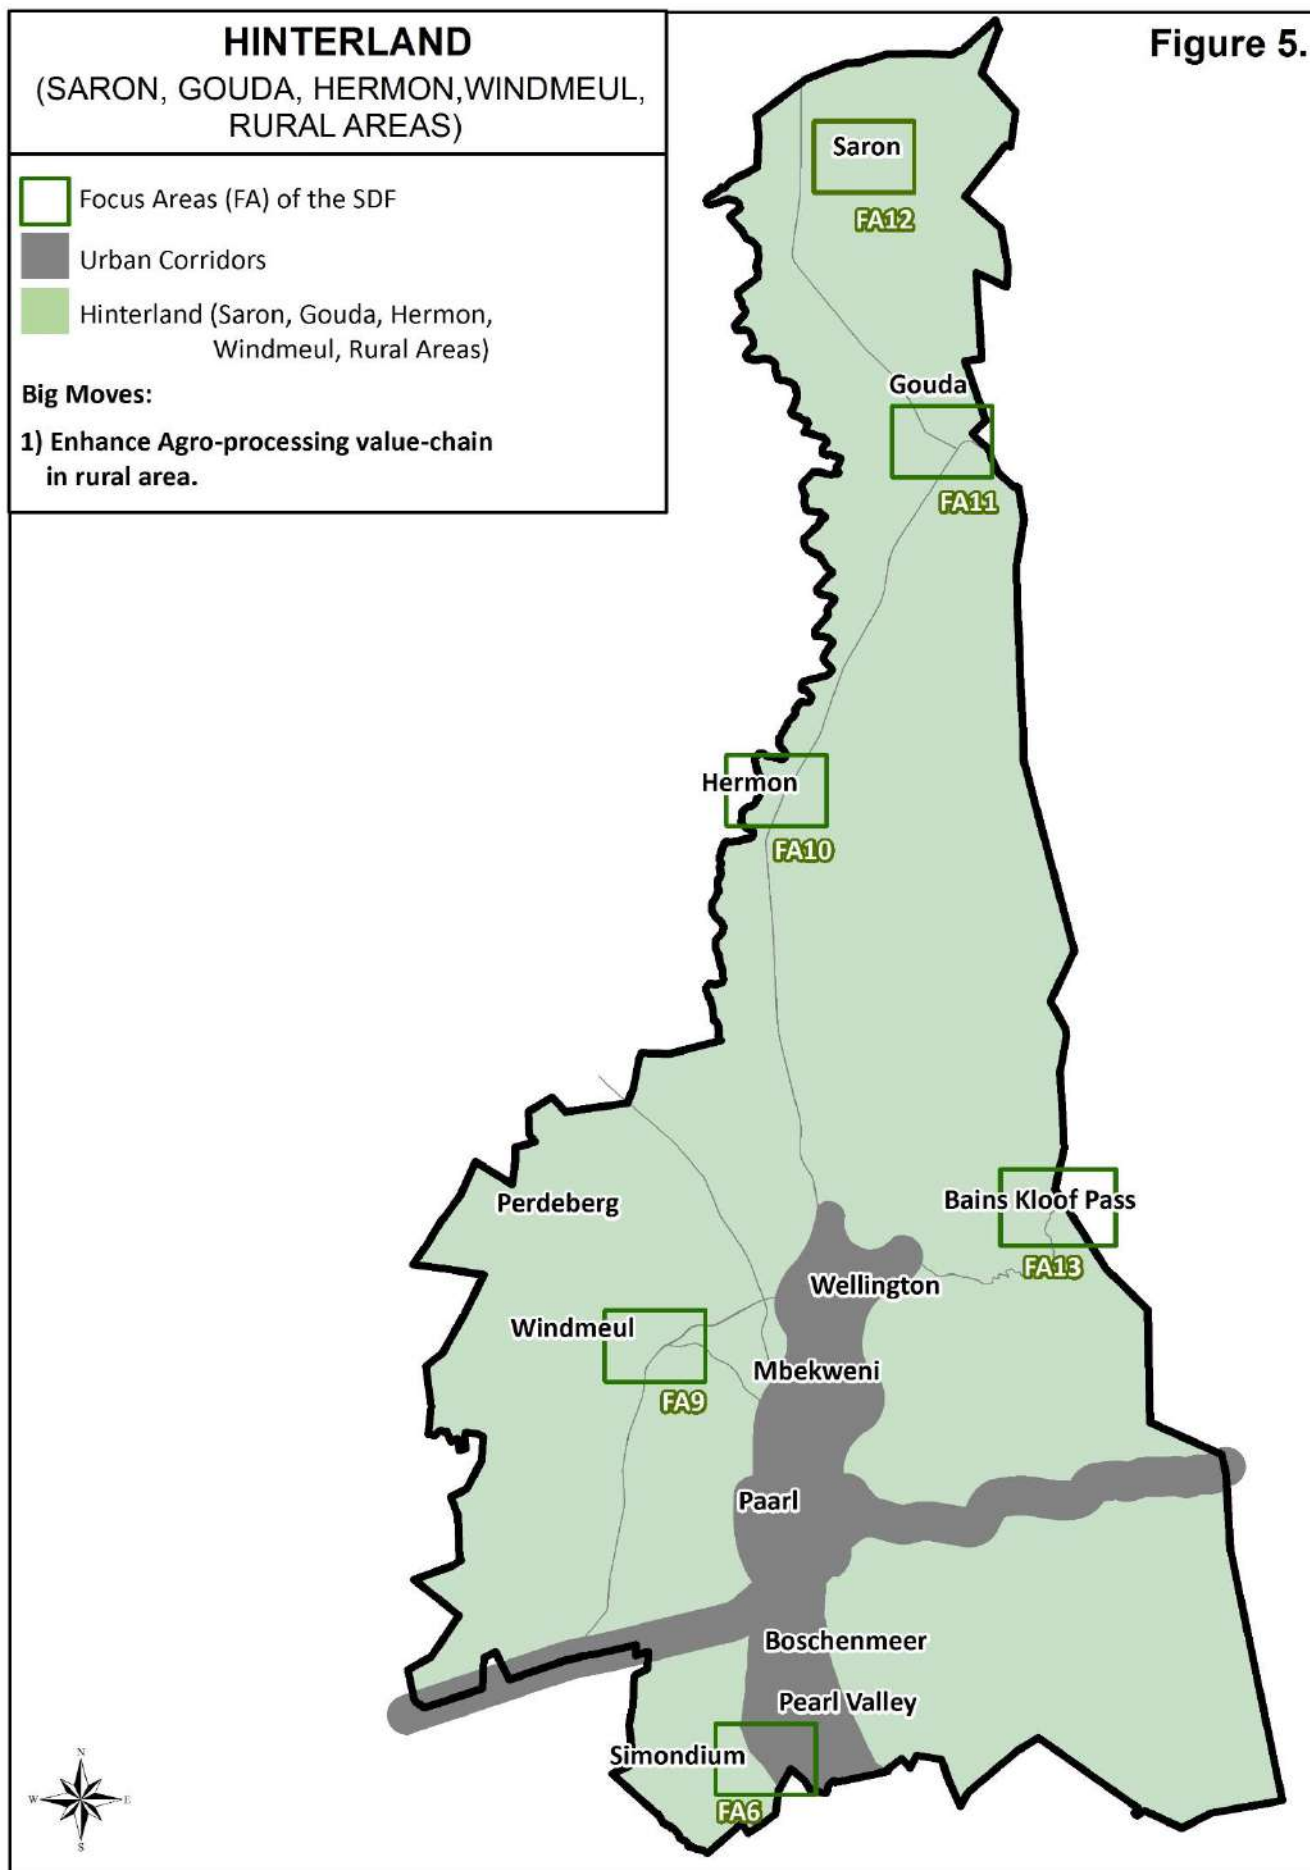 HINTERLAND
(SARON, GOUDA, HERMON,WINDMEUL,
RURAL AREAS)
Focus Areas (FA) of the SDF
Urban Corridors
Hinterland (Saron, Gouda, Hermon,
Windmeul, Rural Areas)
Big Moves:
1) Enhance Agro-processing value-chain
in rural area.
Figure 5.
Saron
FA12
Gouda
FA11
Hermon
FA10
Perdeberg
Bains Kloof Pass
FA13
Wellington
Windmeul
Mbekweni
FA9
Paarl
Boschenmeer
Pearl Valley
Simondium
FA6
N
W E
S